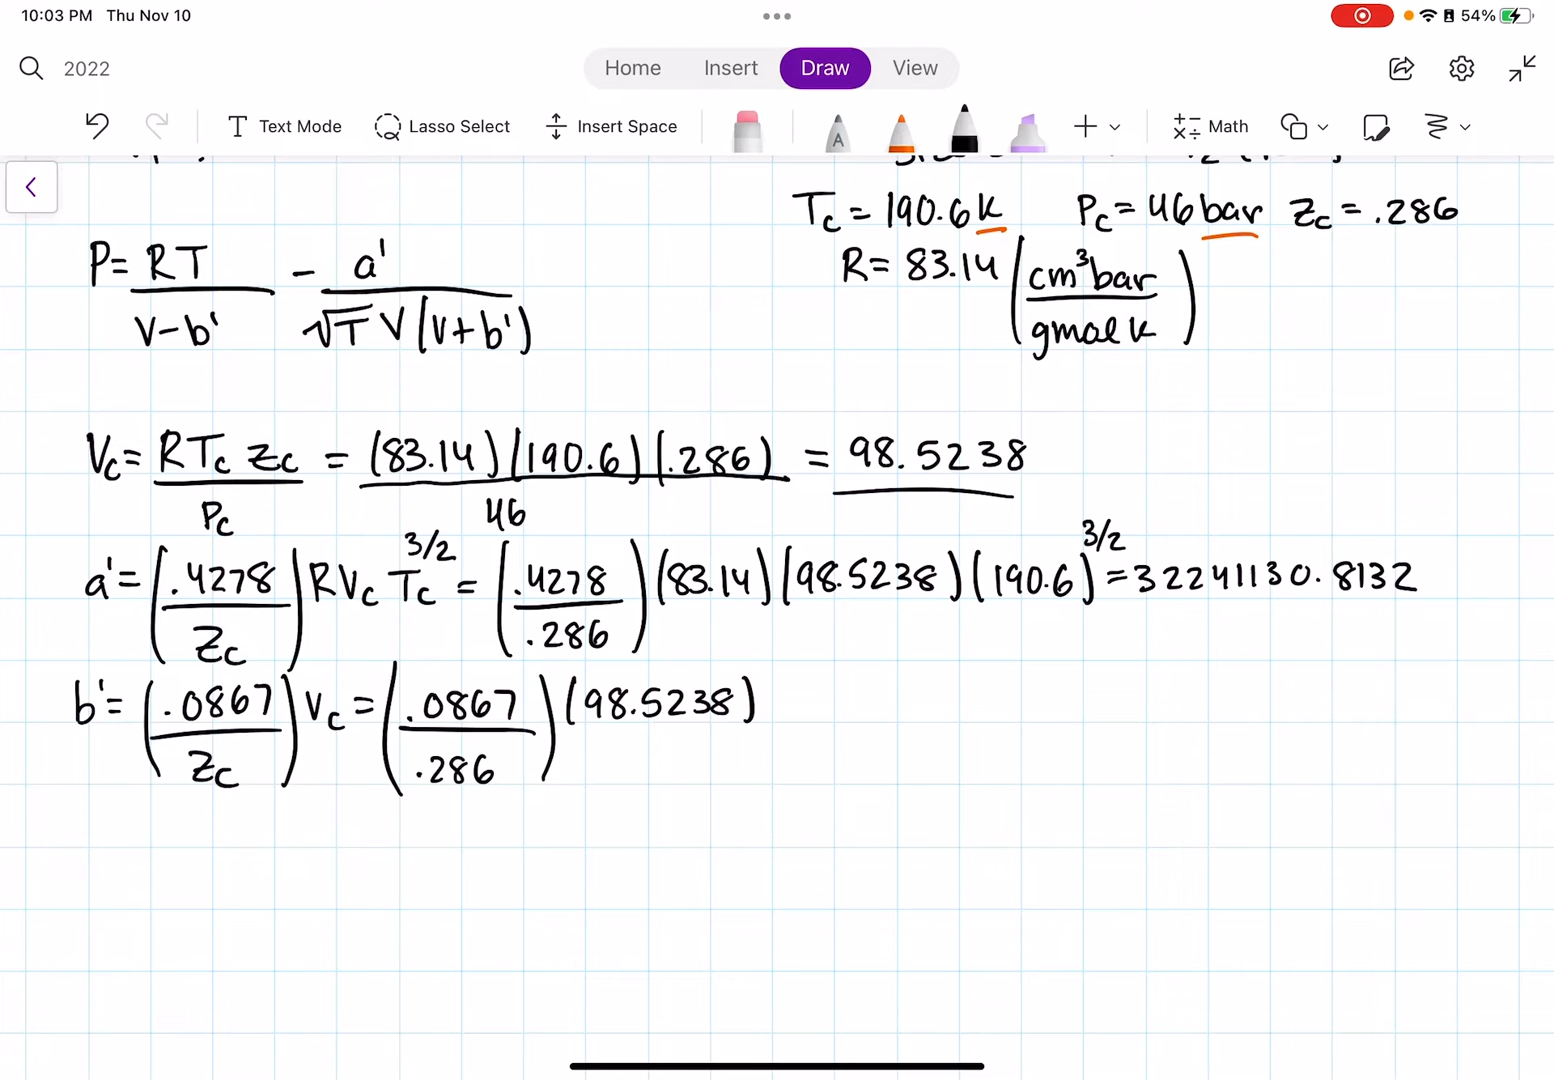 10:03 PM Thu Nov 10
54%
2022
Home Insert Draw View
Text Mode Lasso Select Insert Space A Math
Tc = 190.6 k Pc = 46 bar Zc = .286
R = 83.14 (cm³bar / gmol k)
P = RT / (V-b') - a' / (√T V(V+b'))
Vc = RTc Zc / Pc = (83.14)(190.6)(.286) / 46 = 98.5238
a' = (.4278 / Zc) RVc Tc^3/2 = (.4278 / .286)(83.14)(98.5238)(190.6)^3/2 = 32241130.8132
b' = (.0867 / Zc) Vc = (.0867 / .286)(98.5238)